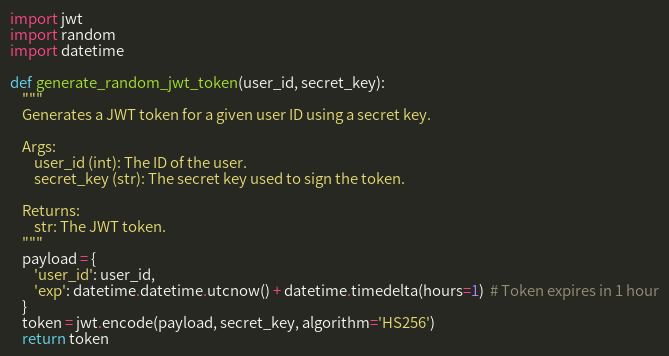 import jwt
import random
import datetime

def generate_random_jwt_token(user_id, secret_key):
    """
    Generates a JWT token for a given user ID using a secret key.

    Args:
        user_id (int): The ID of the user.
        secret_key (str): The secret key used to sign the token.

    Returns:
        str: The JWT token.
    """
    payload = {
        'user_id': user_id,
        'exp': datetime.datetime.utcnow() + datetime.timedelta(hours=1)  # Token expires in 1 hour
    }
    token = jwt.encode(payload, secret_key, algorithm='HS256')
    return token